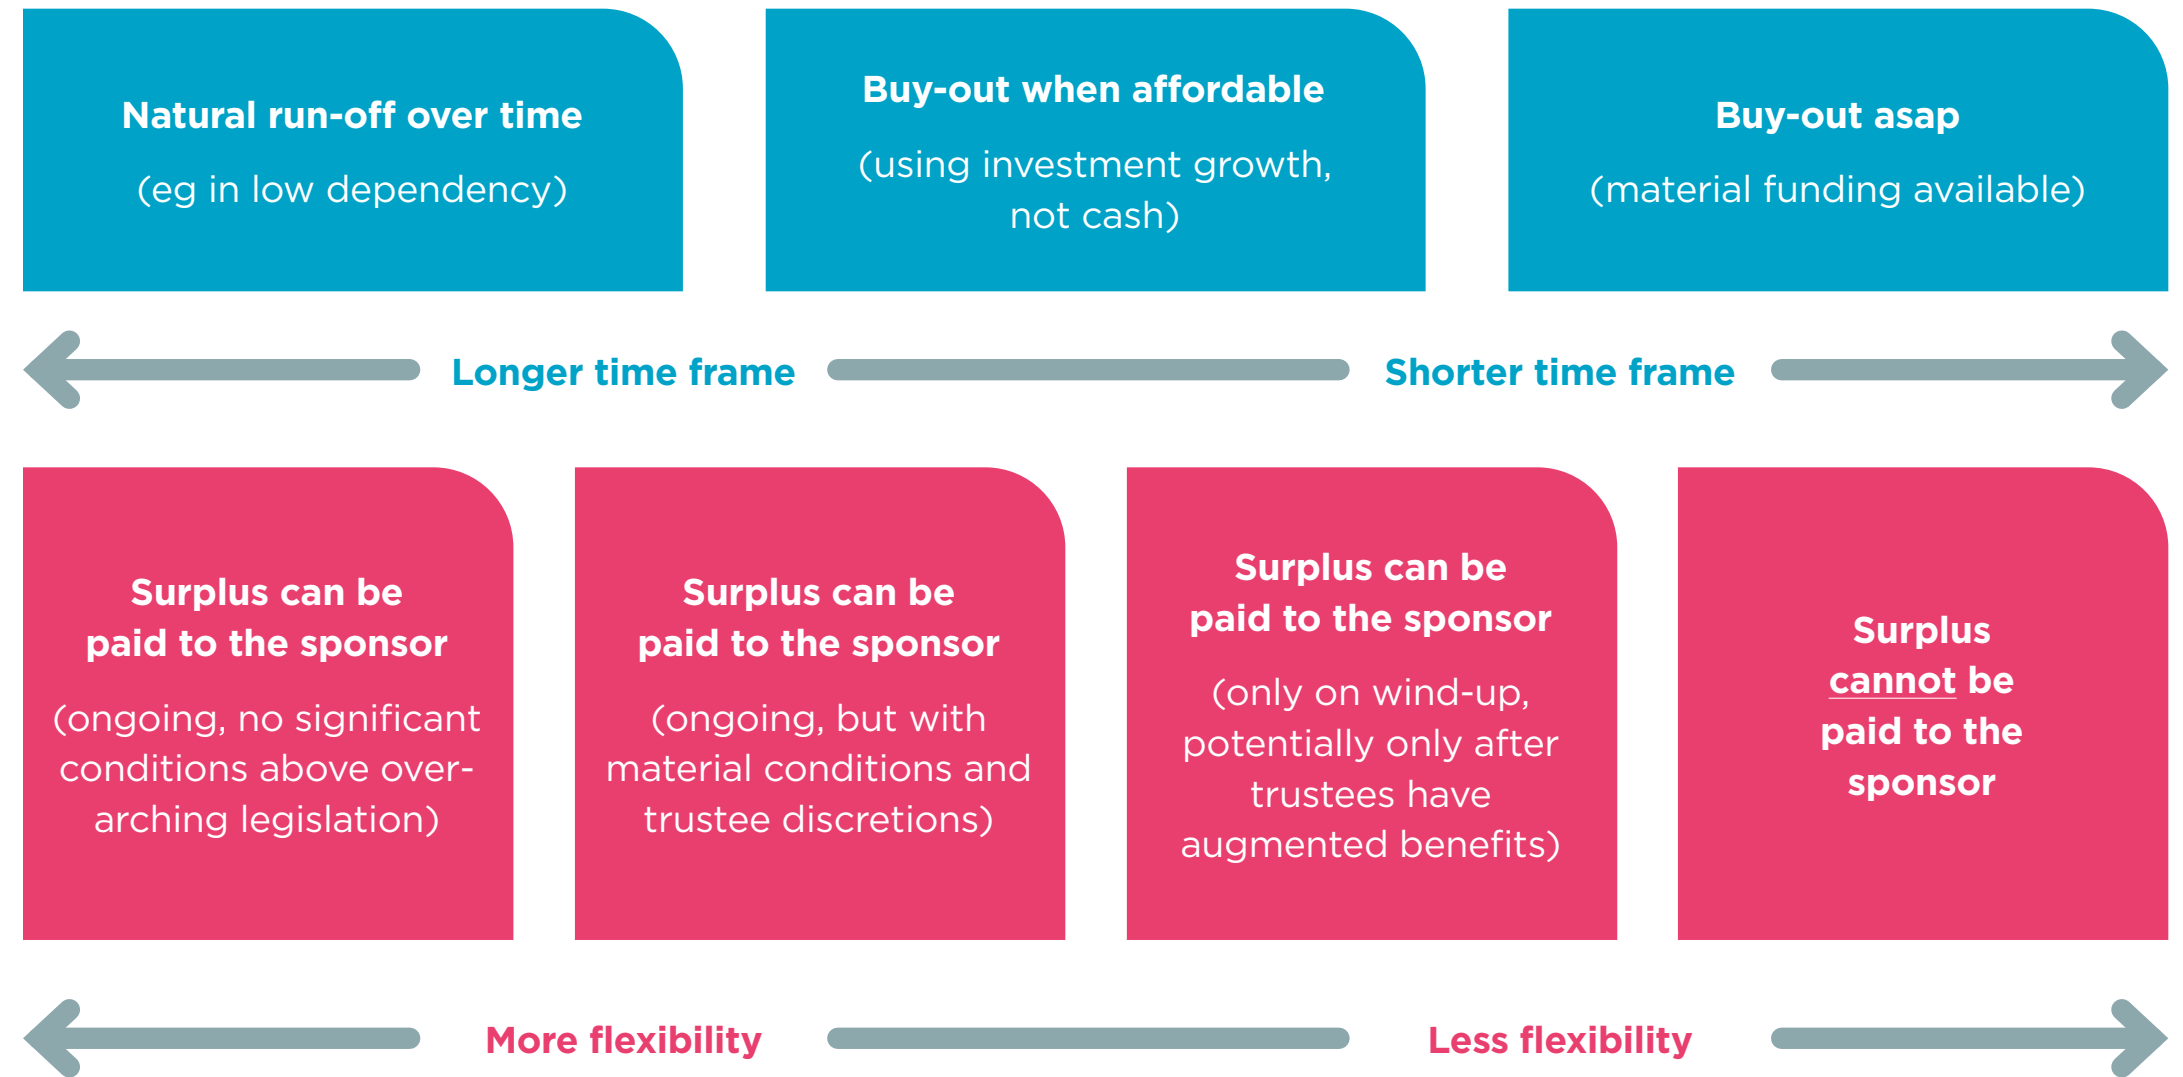 Natural run-off over time
(eg in low dependency)
Buy-out when affordable
(using investment growth,
not cash)
Buy-out asap
(material funding available)
Longer time frame
Shorter time frame
Surplus can be
paid to the sponsor
(ongoing, no significant
conditions above over-
arching legislation)
Surplus can be
paid to the sponsor
(ongoing, but with
material conditions and
trustee discretions)
Surplus can be
paid to the sponsor
(only on wind-up,
potentially only after
trustees have
augmented benefits)
Surplus
cannot be
paid to the
sponsor
More flexibility
Less flexibility